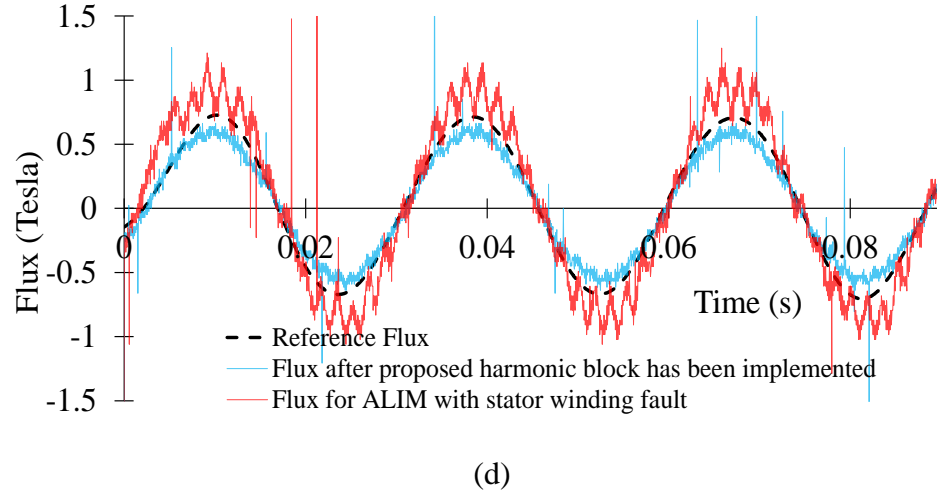 1.5
1
0.5
0
-0.5
-1
-1.5
Flux (Tesla)
0
0.02
0.04
0.06
0.08
Time (s)
Reference Flux
Flux after proposed harmonic block has been implemented
Flux for ALIM with stator winding fault
(d)